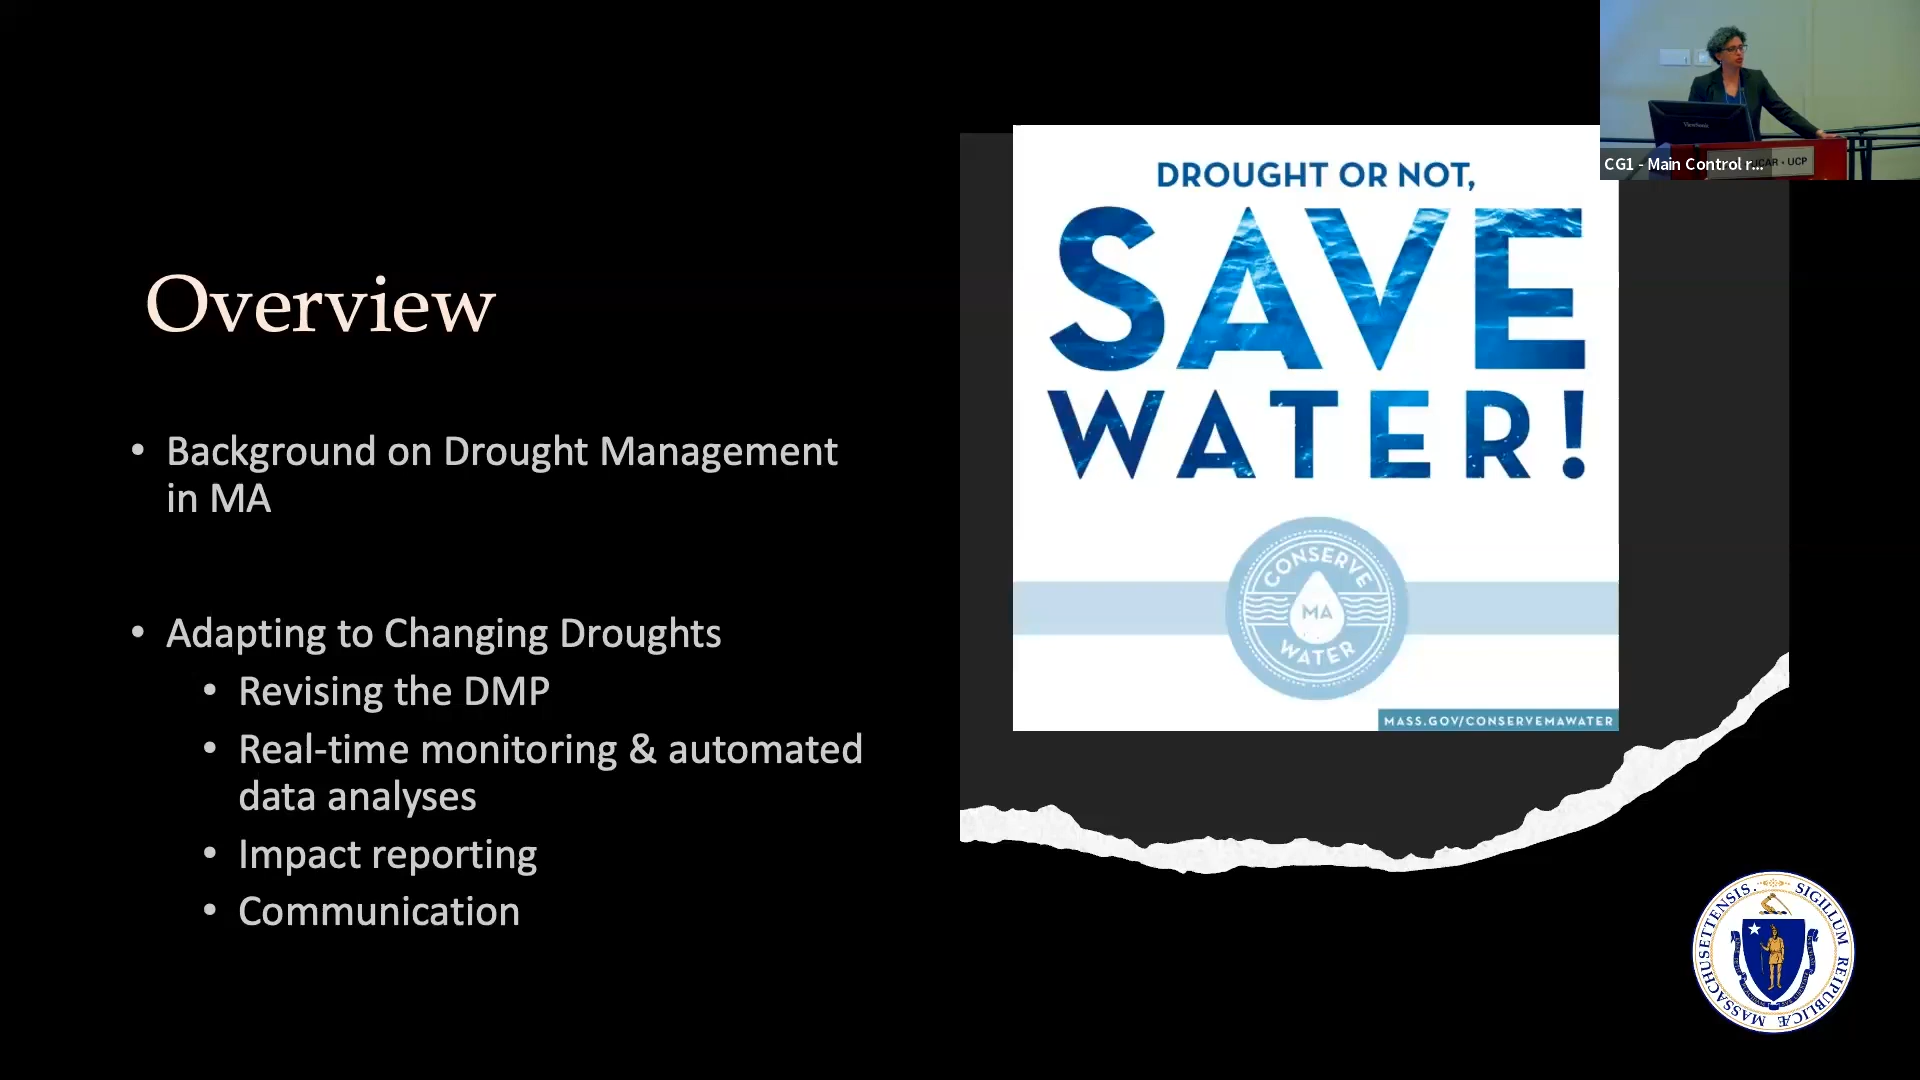 Overview
• Background on Drought Management
in MA
• Adapting to Changing Droughts
• Revising the DMP
• Real-time monitoring & automated
data analyses
• Impact reporting
• Communication
DROUGHT OR NOT,
SAVE
WATER!
CONSERVE
MA
WATER
MASS.GOV/CONSERVEMAWATER
CG1 - Main Control r...
UCAR • UCP
SIGILLUM REIPUBLICÆ MASSACHUSETTENSIS.